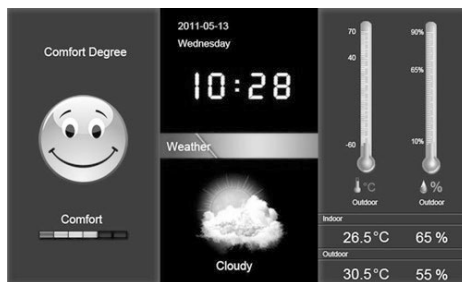 Comfort Degree
Comfort
2011-05-13
Wednesday
10:28
Weather
Cloudy
70
40
-60
°C
Outdoor
90%
65%
10%
%
Outdoor
Indoor
26.5°C 65 %
Outdoor
30.5°C 55 %